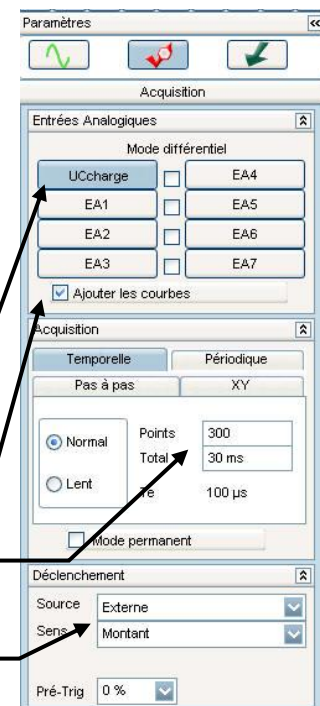 Paramètres
Acquisition
Entrées Analogiques
Mode différentiel
UCcharge EA4
EA1 EA5
EA2 EA6
EA3 EA7
Ajouter les courbes
Acquisition
Temporelle Périodique
Pas à pas XY
Normal Points 300
Total 30 ms
Lent Te 100 µs
Mode permanent
Déclenchement
Source Externe
Sens Montant
Pré-Trig 0 %